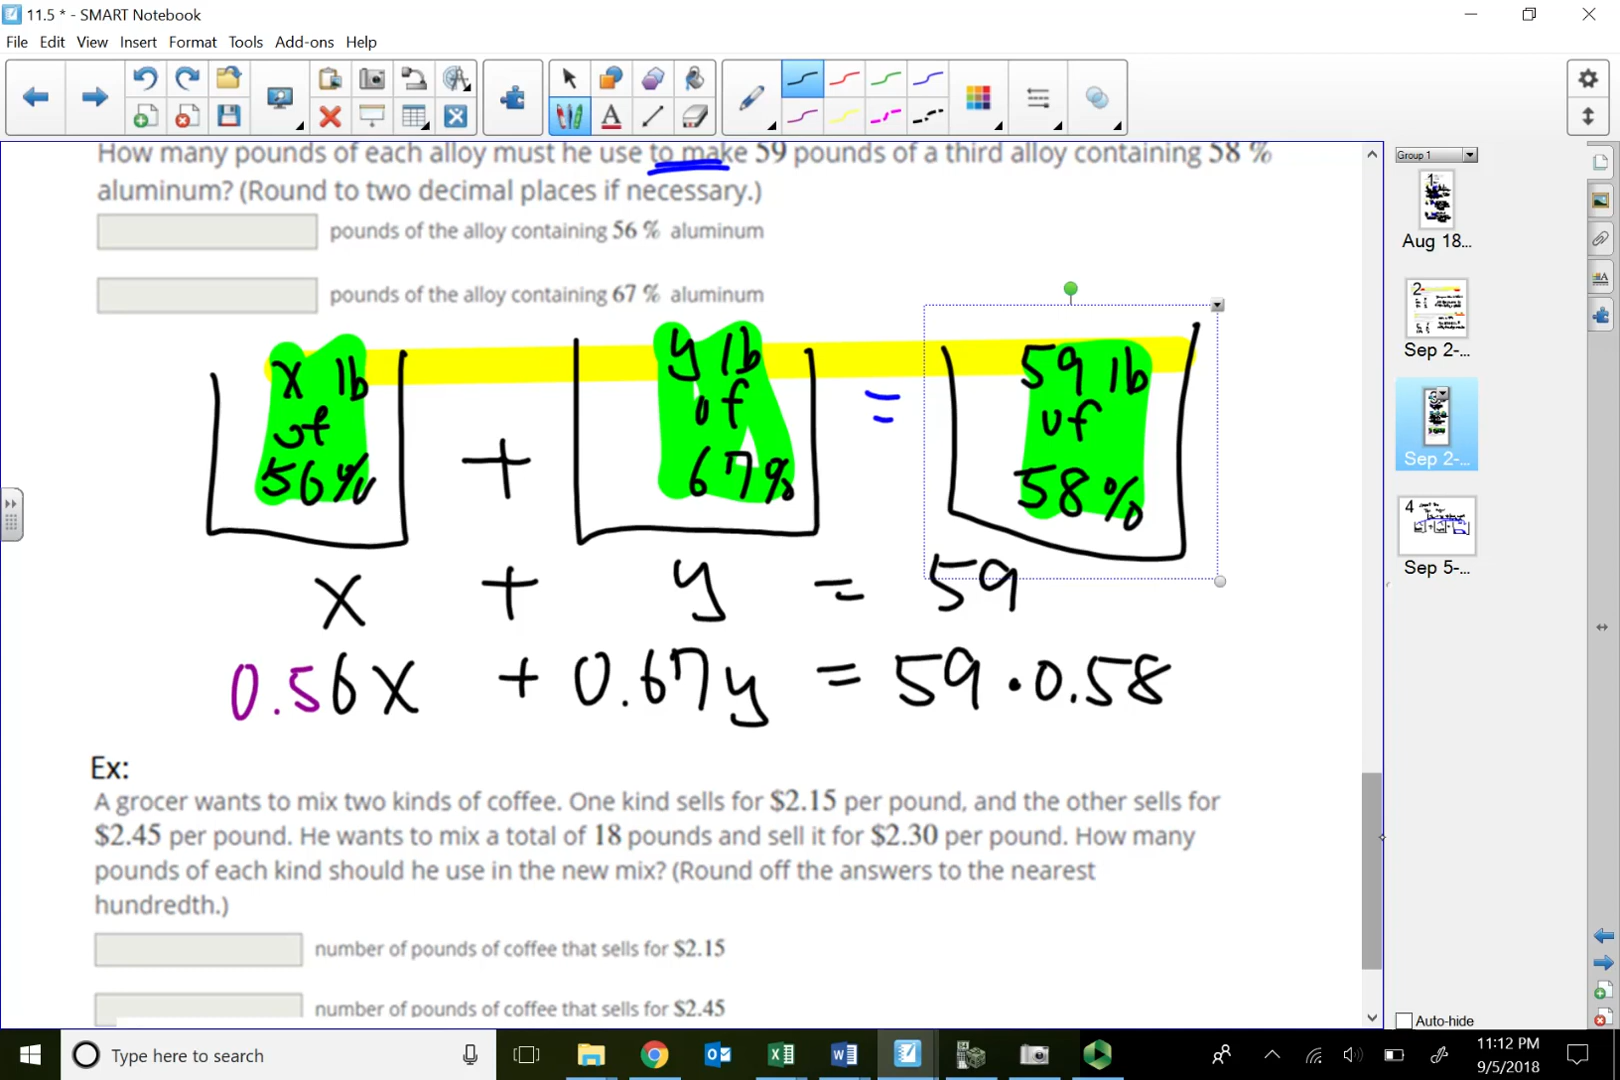 11.5 * - SMART Notebook
File Edit View Insert Format Tools Add-ons Help
How many pounds of each alloy must he use to make 59 pounds of a third alloy containing 58 %
aluminum? (Round to two decimal places if necessary.)
pounds of the alloy containing 56 % aluminum
pounds of the alloy containing 67 % aluminum
x lb
of
56%
+
y lb
of
67%
=
59 lb
of
58%
x + y = 59
0.56x + 0.67y = 59 · 0.58
Ex:
A grocer wants to mix two kinds of coffee. One kind sells for $2.15 per pound, and the other sells for
$2.45 per pound. He wants to mix a total of 18 pounds and sell it for $2.30 per pound. How many
pounds of each kind should he use in the new mix? (Round off the answers to the nearest
hundredth.)
number of pounds of coffee that sells for $2.15
number of pounds of coffee that sells for $2.45
Group 1
1
Aug 18...
2
Sep 2-...
Sep 2-...
4
Sep 5-...
Auto-hide
Type here to search
11:12 PM
9/5/2018